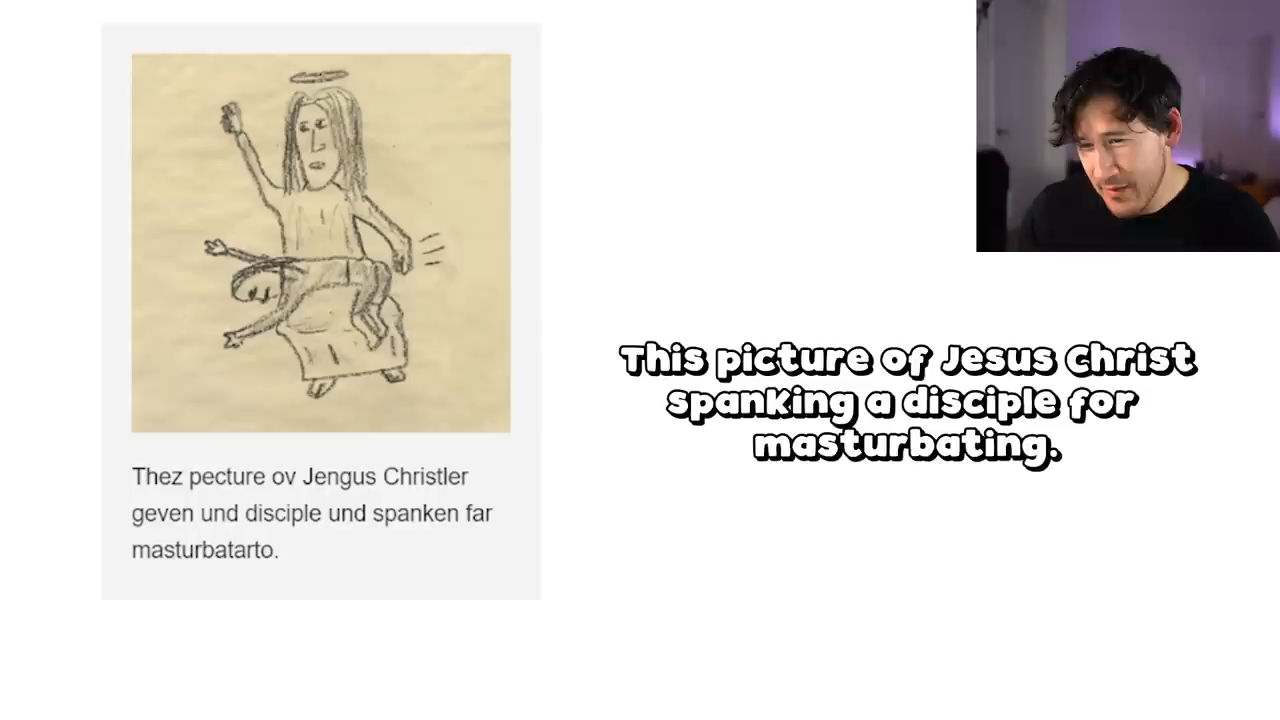 Thez pecture ov Jengus Christler
geven und disciple und spanken far
masturbatarto.
This picture of Jesus Christ
spanking a disciple for
masturbating.